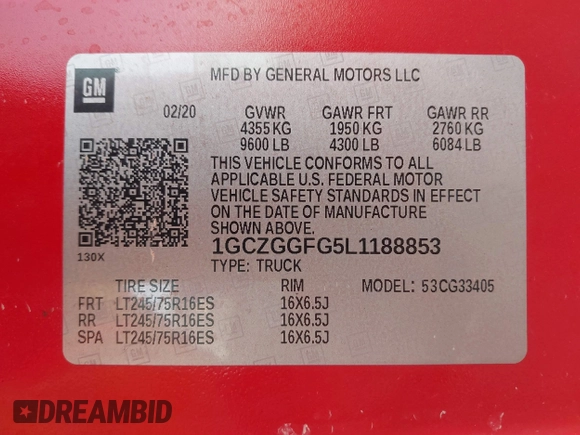 GM
MFD BY GENERAL MOTORS LLC
02/20 GVWR GAWR FRT GAWR RR
4355 KG 1950 KG 2760 KG
9600 LB 4300 LB 6084 LB
THIS VEHICLE CONFORMS TO ALL
APPLICABLE U.S. FEDERAL MOTOR
VEHICLE SAFETY STANDARDS IN EFFECT
ON THE DATE OF MANUFACTURE
SHOWN ABOVE.
1GCZGGFG5L1188853
130X
TYPE: TRUCK
TIRE SIZE RIM MODEL: 53CG33405
FRT LT245/75R16ES 16X6.5J
RR LT245/75R16ES 16X6.5J
SPA LT245/75R16ES 16X6.5J
DREAMBID